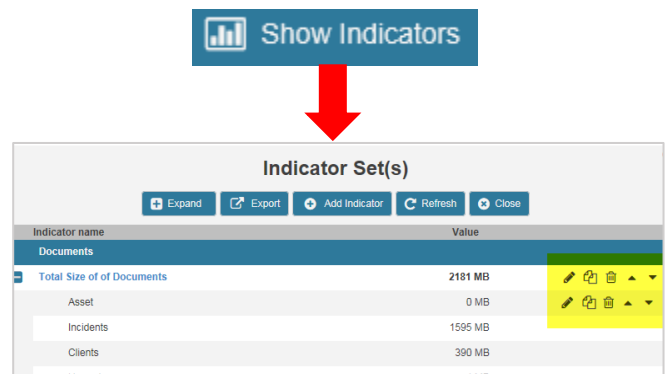 Show Indicators
Indicator Set(s)
Expand Export Add Indicator Refresh Close
Indicator name Value
Documents
Total Size of of Documents 2181 MB
Asset 0 MB
Incidents 1595 MB
Clients 390 MB